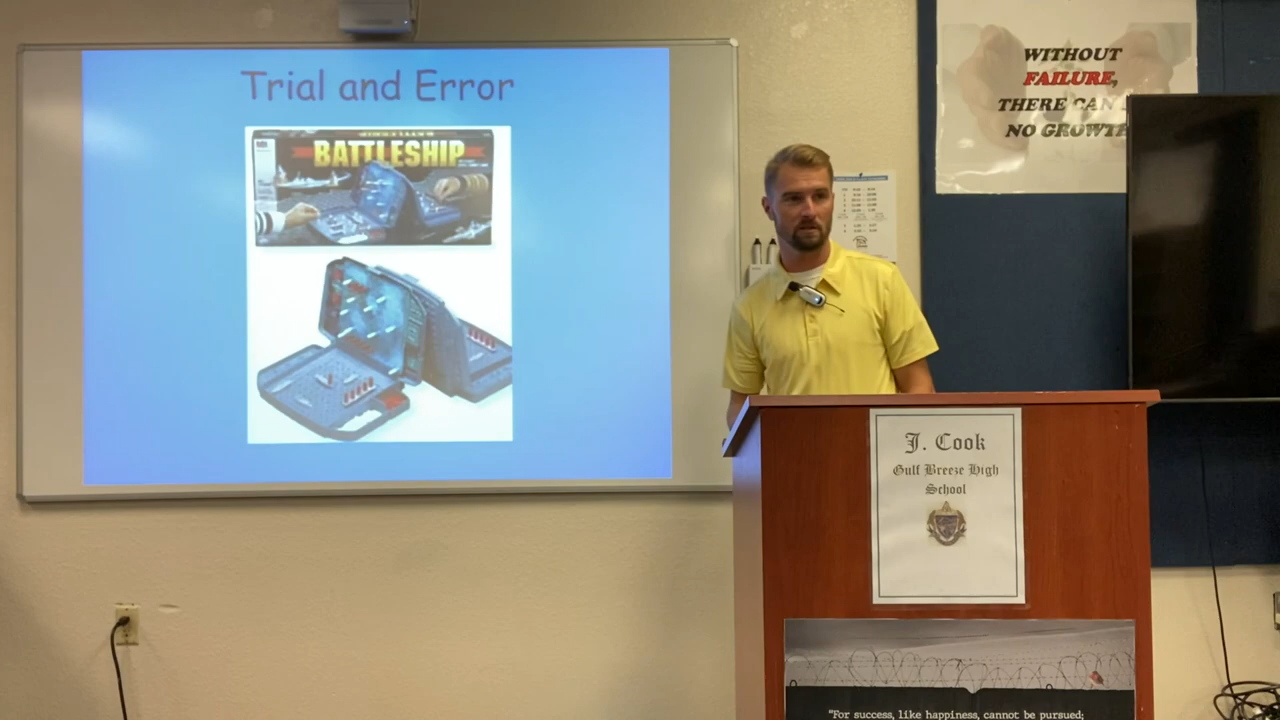 Trial and Error
BATTLESHIP
WITHOUT
FAILURE,
THERE CAN
NO GROWTH
J. Cook
Gulf Breeze High
School
"For success, like happiness, cannot be pursued;